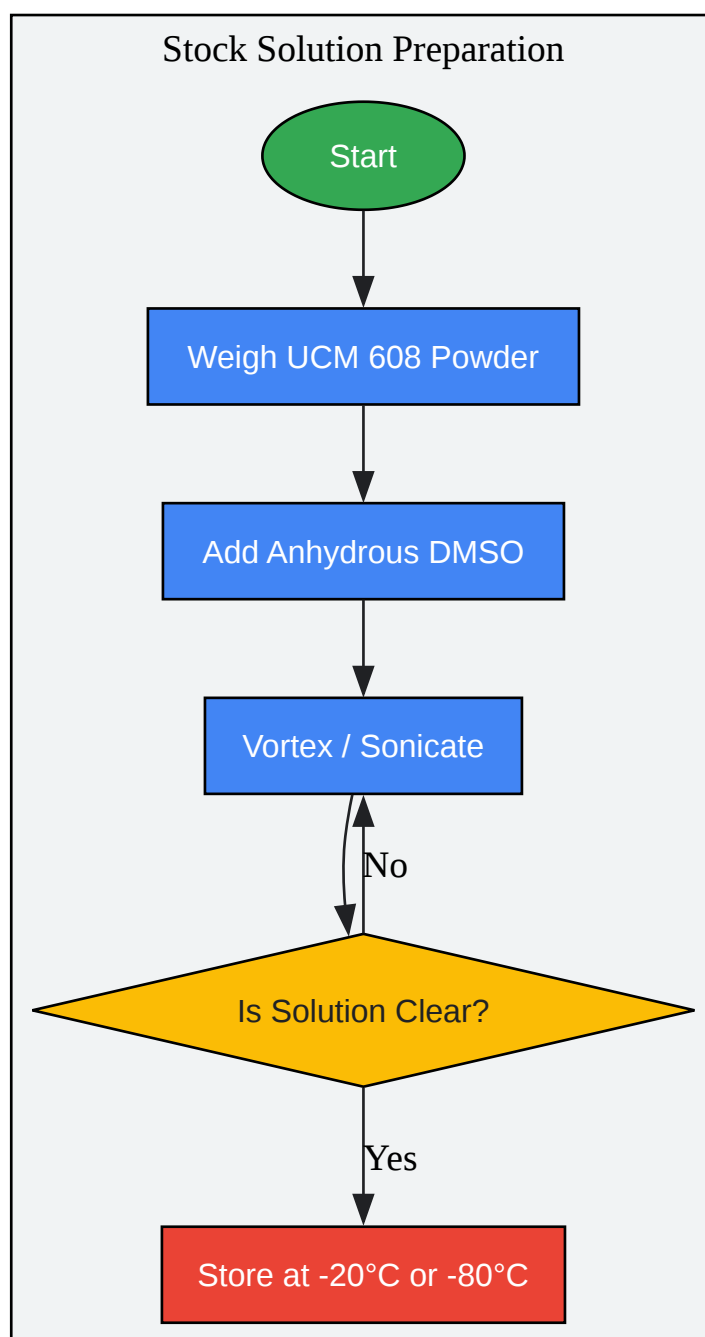 Stock Solution Preparation
Start
Weigh UCM 608 Powder
Add Anhydrous DMSO
Vortex / Sonicate
No
Is Solution Clear?
Yes
Store at -20°C or -80°C